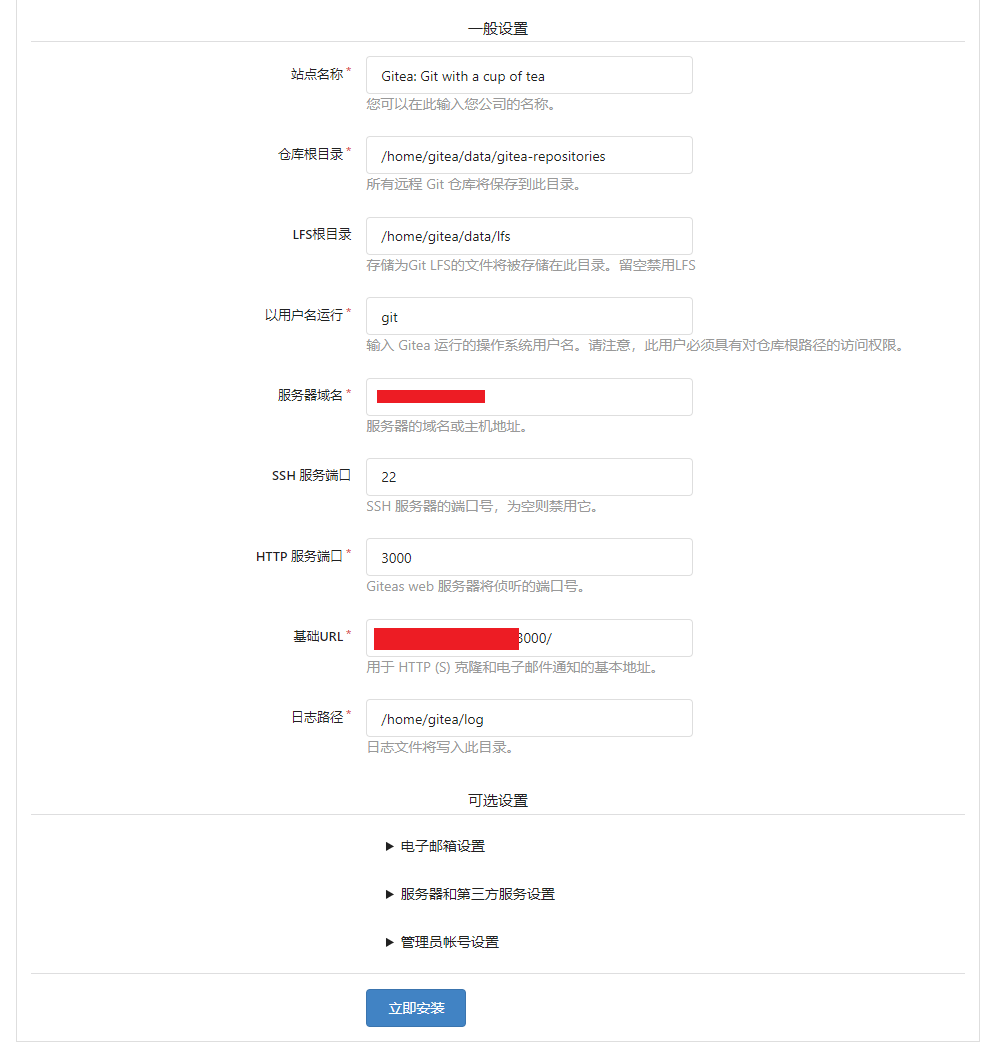 一般设置
站点名称*
Gitea: Git with a cup of tea
您可以在此输入您公司的名称。
仓库根目录*
/home/gitea/data/gitea-repositories
所有远程 Git 仓库将保存到此目录。
LFS根目录
/home/gitea/data/lfs
存储为Git LFS的文件将被存储在此目录。留空禁用LFS
以用户名运行*
git
输入 Gitea 运行的操作系统用户名。请注意，此用户必须具有对仓库根路径的访问权限。
服务器域名*
服务器的域名或主机地址。
SSH 服务端口
22
SSH 服务器的端口号，为空则禁用它。
HTTP 服务端口*
3000
Giteas web 服务器将侦听的端口号。
基础URL*
3000/
用于 HTTP (S) 克隆和电子邮件通知的基本地址。
日志路径*
/home/gitea/log
日志文件将写入此目录。
可选设置
▶ 电子邮箱设置
▶ 服务器和第三方服务设置
▶ 管理员帐号设置
立即安装